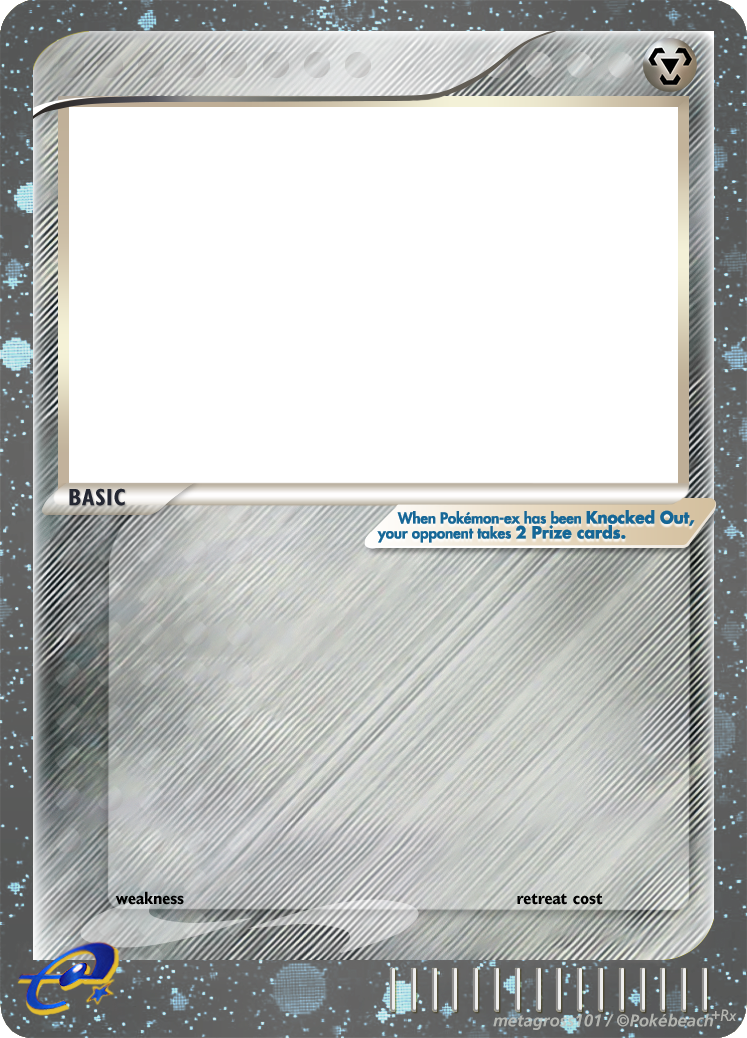 BASIC
When Pokémon-ex has been Knocked Out,
your opponent takes 2 Prize cards.
weakness retreat cost
metagross101 / ©Pokébeach +Rx